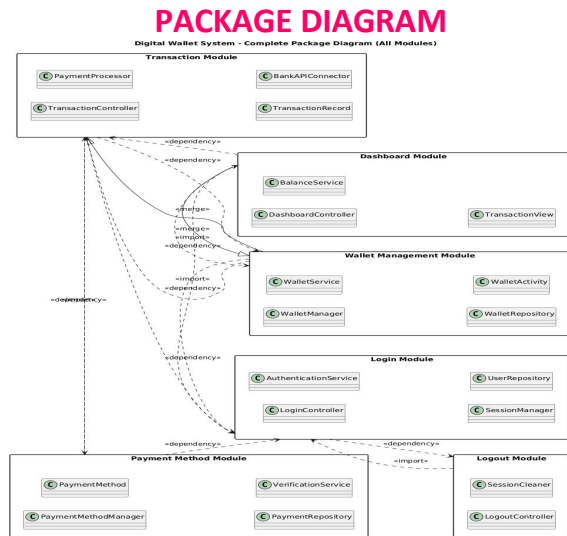 PACKAGE DIAGRAM
Digital Wallet System - Complete Package Diagram (All Modules)
Transaction Module
C PaymentProcessor
C BankAPIConnector
C TransactionController
C TransactionRecord
«dependency»
«dependency»
Dashboard Module
C BalanceService
C DashboardController
C TransactionView
«merge»
«merge»
«import»
«dependency»
Wallet Management Module
C WalletService
C WalletActivity
C WalletManager
C WalletRepository
«import»
«dependency»
«dependency»
Login Module
C AuthenticationService
C UserRepository
C LoginController
C SessionManager
«dependency»
«dependency»
«dependency»
«import»
Payment Method Module
C PaymentMethod
C VerificationService
C PaymentMethodManager
C PaymentRepository
Logout Module
C SessionCleaner
C LogoutController